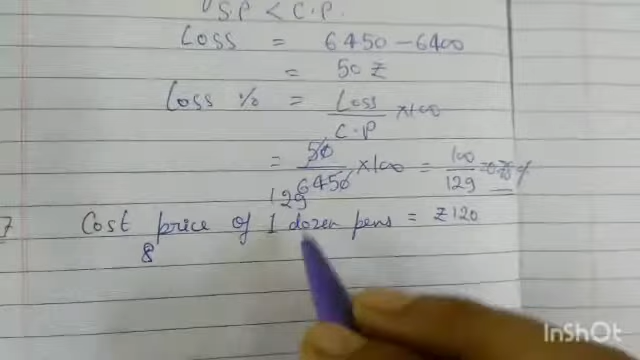 S.P < C.P.
Loss = 6450 - 6400
= 50 ₹
Loss % = Loss / C.P × 100
= 50 / 6450 × 100 = 100 / 129 %
129
7 Cost price of 1 dozen pens = ₹120
8
InShOt